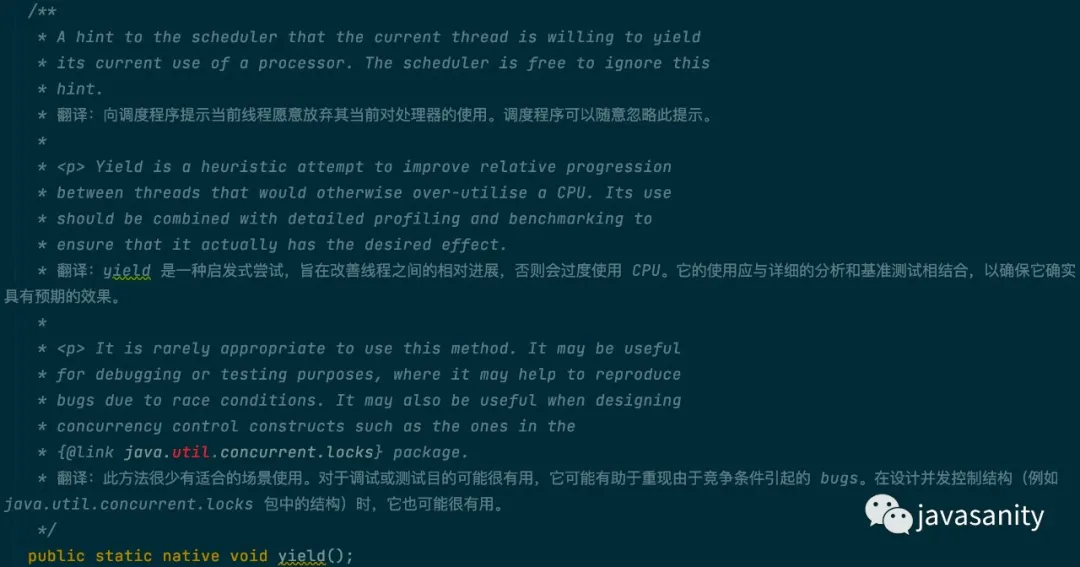 /**
* A hint to the scheduler that the current thread is willing to yield
* its current use of a processor. The scheduler is free to ignore this
* hint.
* 翻译：向调度程序提示当前线程愿意放弃其当前对处理器的使用。调度程序可以随意忽略此提示。
*
* <p> Yield is a heuristic attempt to improve relative progression
* between threads that would otherwise over-utilise a CPU. Its use
* should be combined with detailed profiling and benchmarking to
* ensure that it actually has the desired effect.
* 翻译：yield 是一种启发式尝试，旨在改善线程之间的相对进展，否则会过度使用 CPU。它的使用应与详细的分析和基准测试相结合，以确保它确实
具有预期的效果。
*
* <p> It is rarely appropriate to use this method. It may be useful
* for debugging or testing purposes, where it may help to reproduce
* bugs due to race conditions. It may also be useful when designing
* concurrency control constructs such as the ones in the
* {@link java.util.concurrent.locks} package.
* 翻译：此方法很少有适合的场景使用。对于调试或测试目的可能很有用，它可能有助于重现由于竞争条件引起的 bugs。在设计并发控制结构（例如
java.util.concurrent.locks 包中的结构）时，它也可能很有用。
*/
public static native void yield();
javasanity